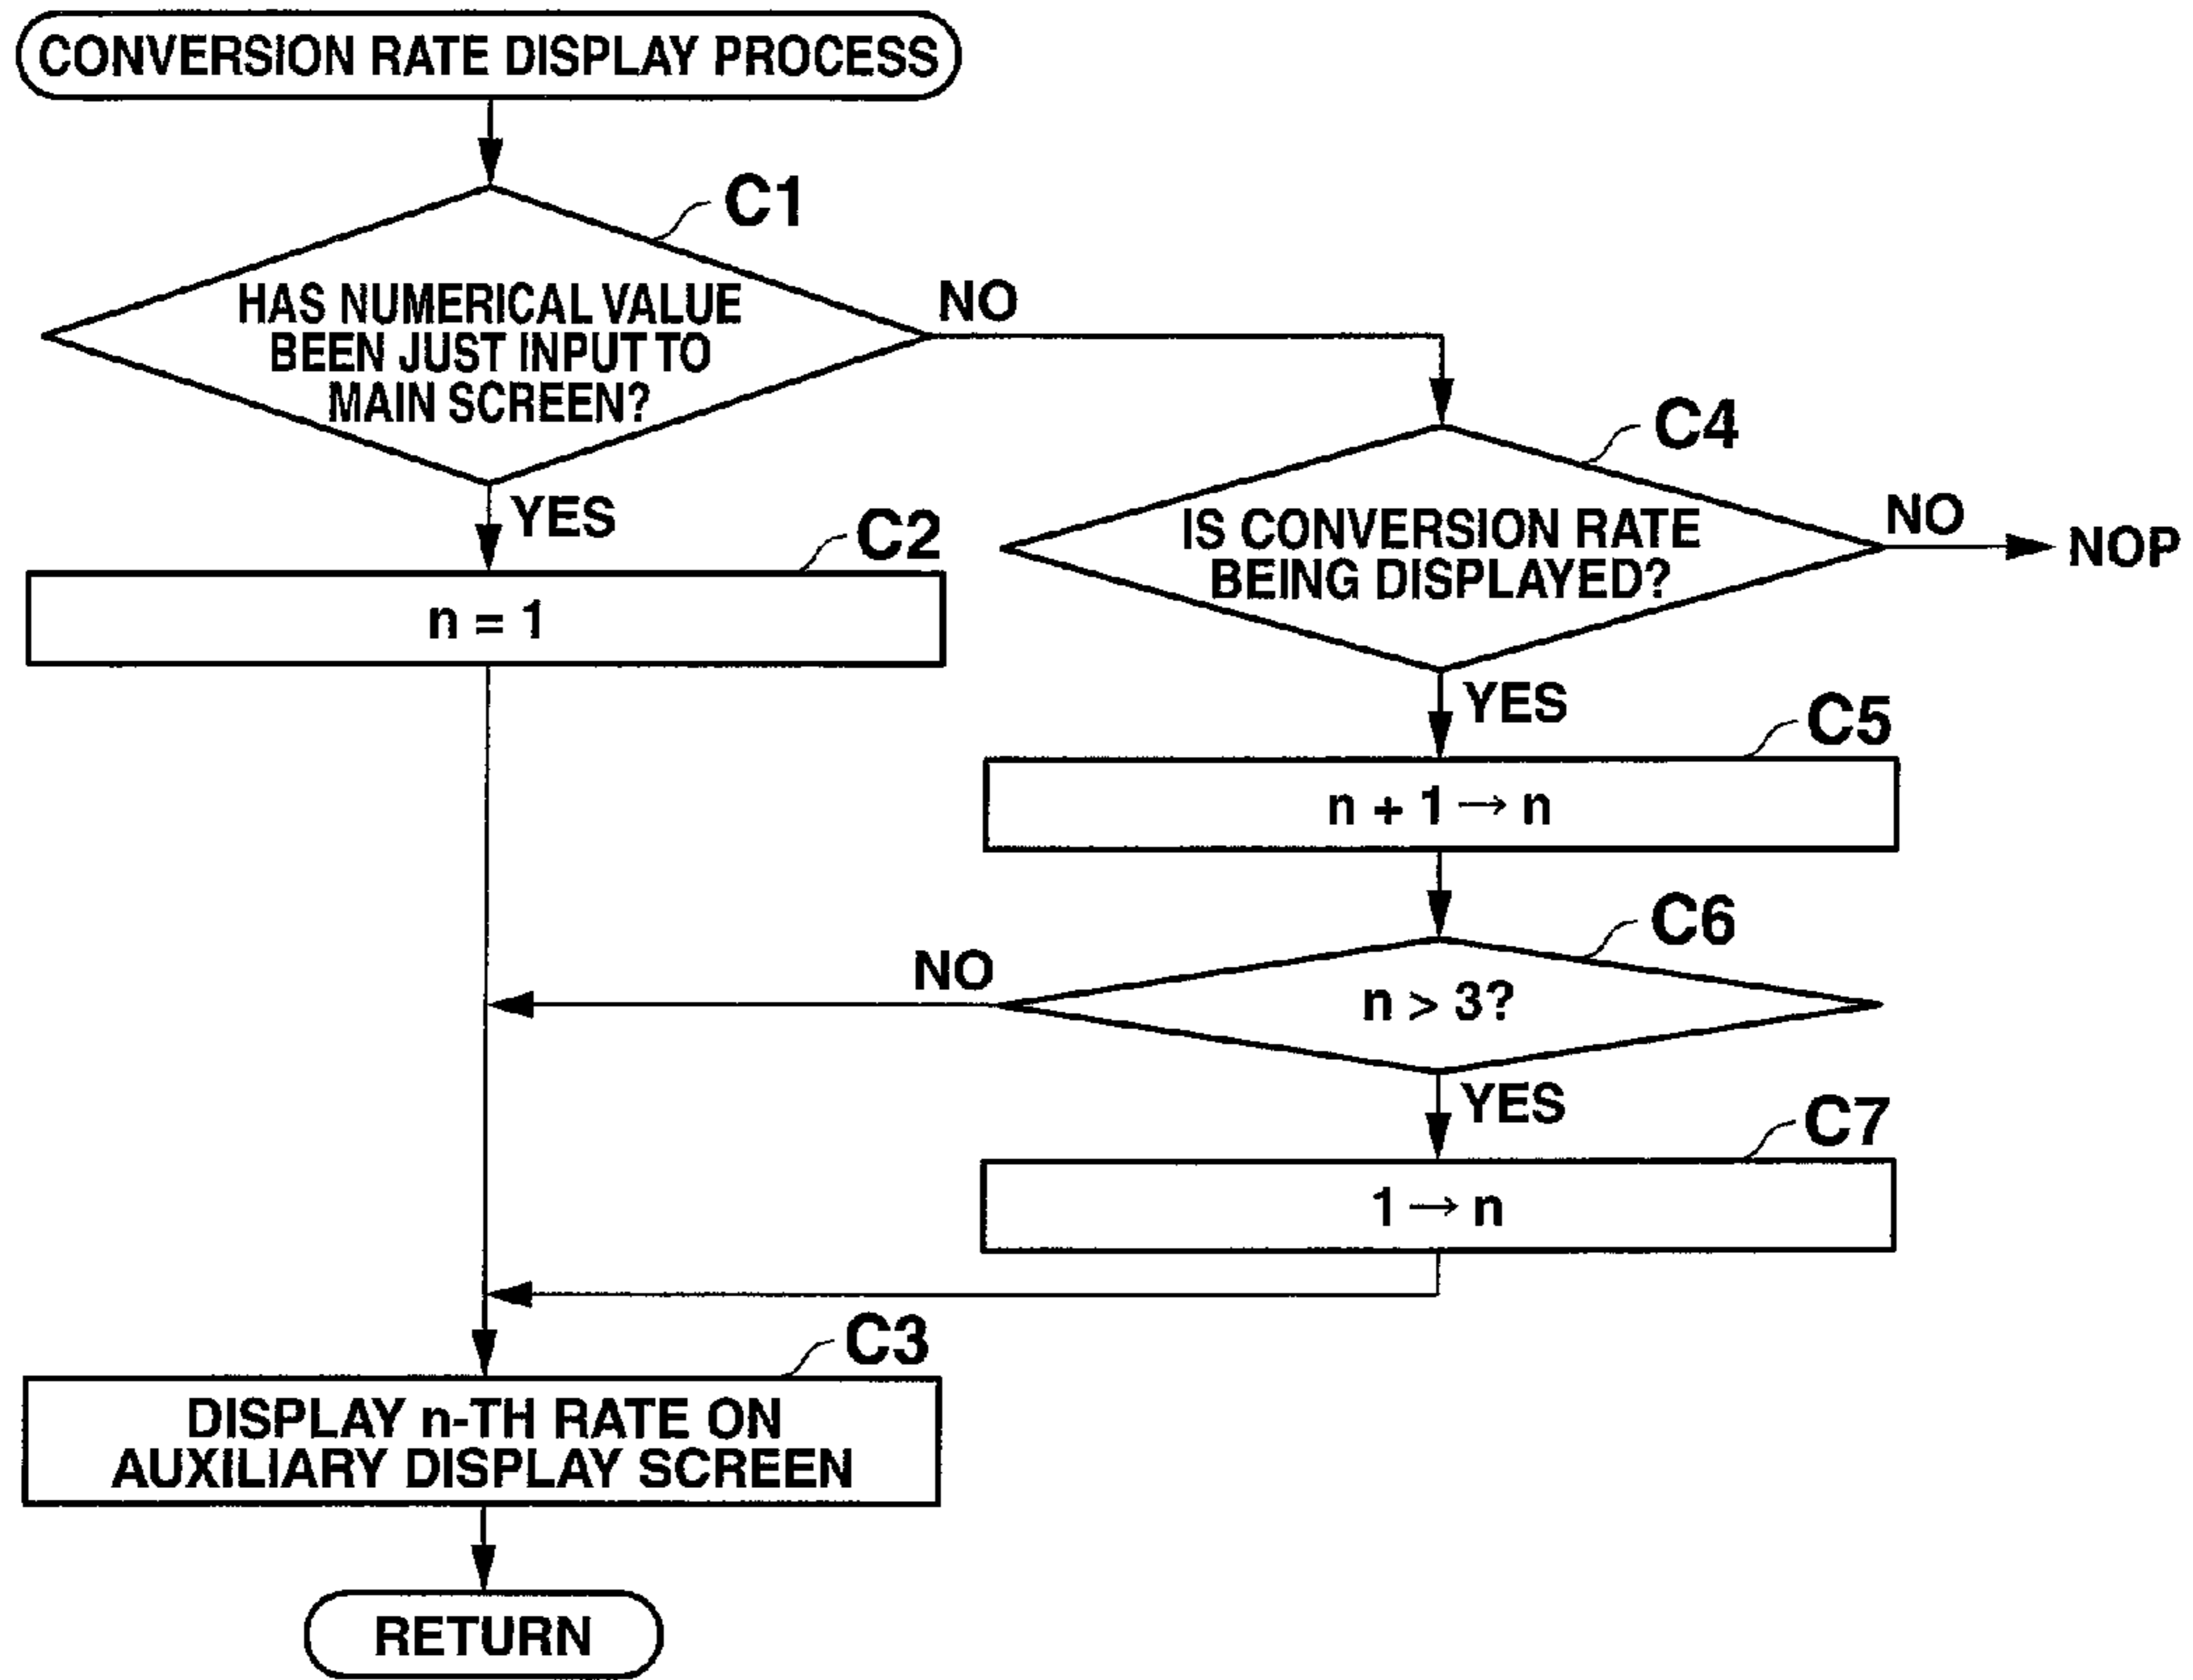 CONVERSION RATE DISPLAY PROCESS
C1
HAS NUMERICAL VALUE
BEEN JUST INPUT TO
MAIN SCREEN?
NO
YES
C2
n = 1
C4
IS CONVERSION RATE
BEING DISPLAYED?
NO
NOP
YES
C5
n + 1 → n
C6
n > 3?
NO
YES
C7
1 → n
C3
DISPLAY n-TH RATE ON
AUXILIARY DISPLAY SCREEN
RETURN